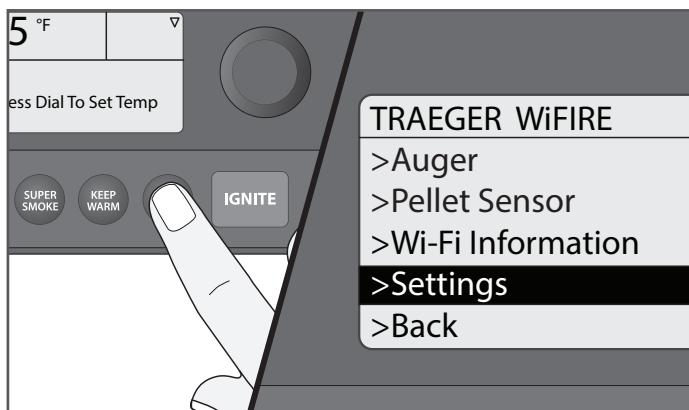 5 °F
ess Dial To Set Temp
SUPER
SMOKE
KEEP
WARM
IGNITE
TRAEGER WiFIRE
>Auger
>Pellet Sensor
>Wi-Fi Information
>Settings
>Back